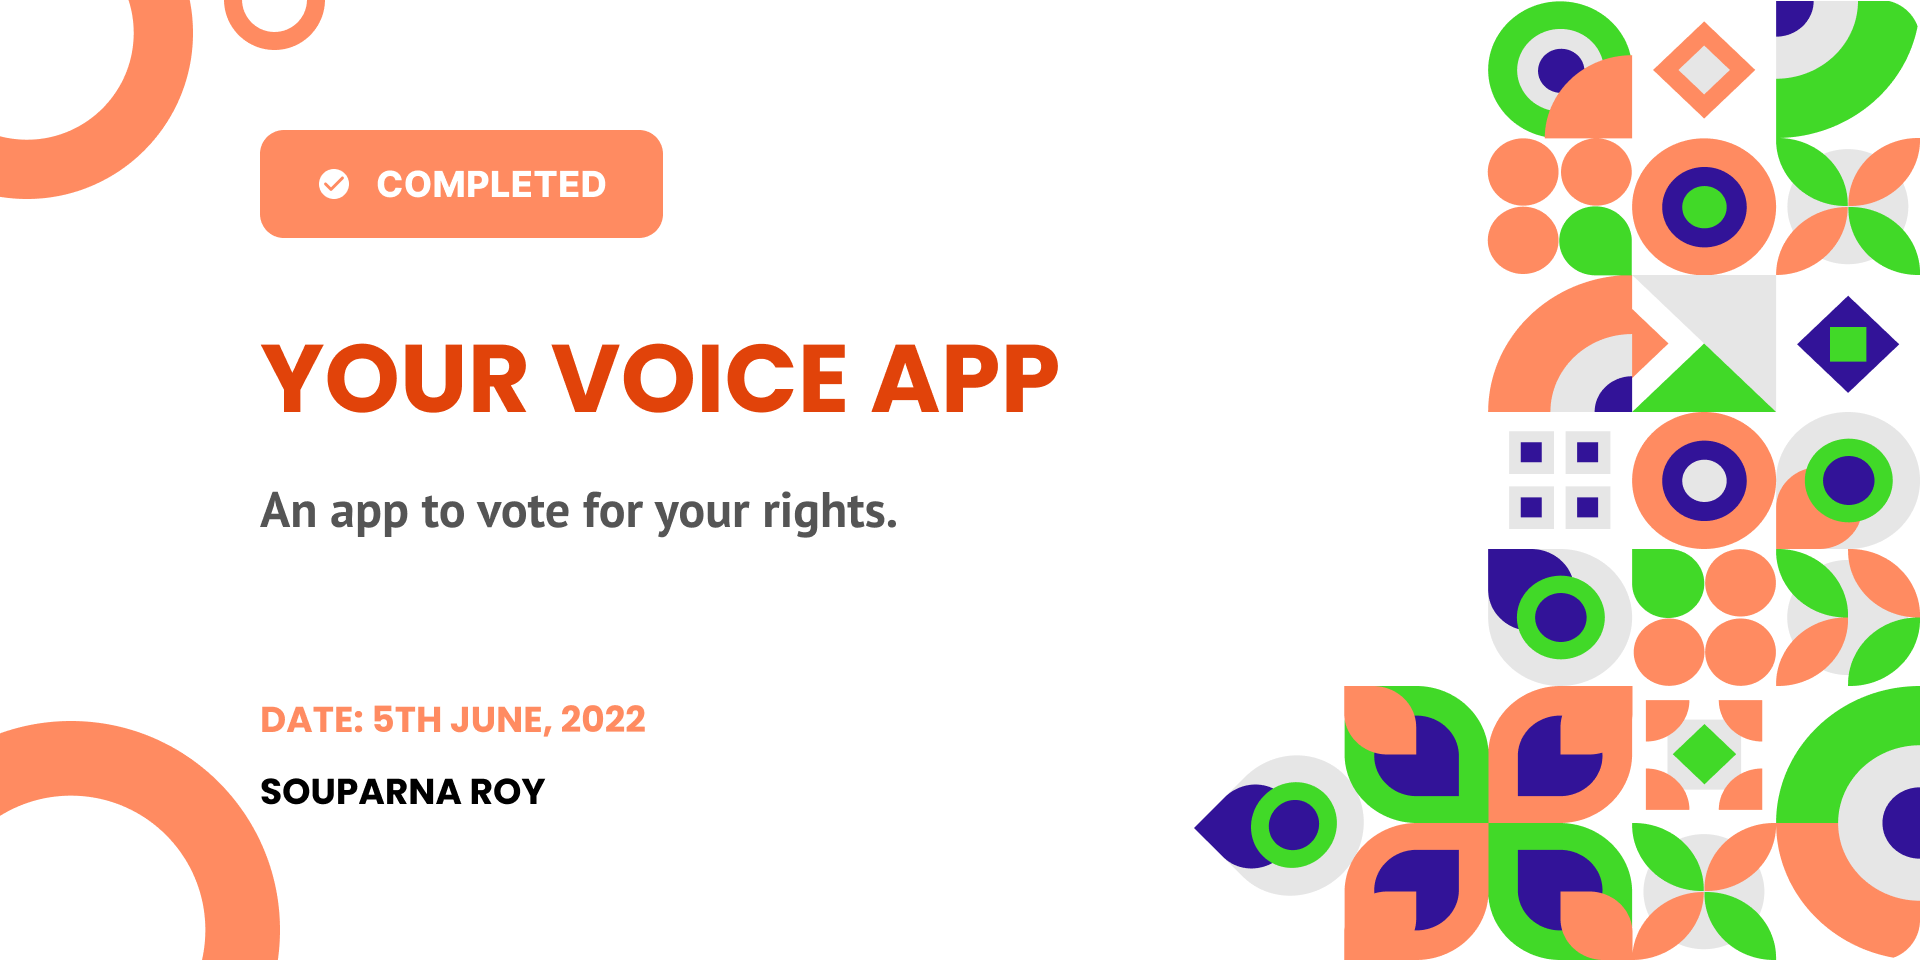 COMPLETED
YOUR VOICE APP
An app to vote for your rights.
DATE: 5TH JUNE, 2022
SOUPARNA ROY